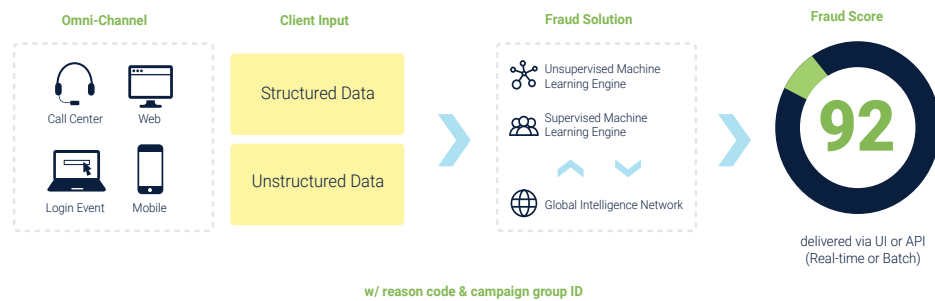 Omni-Channel
Call Center
Web
Login Event
Mobile
Client Input
Structured Data
Unstructured Data
Fraud Solution
Unsupervised Machine
Learning Engine
Supervised Machine
Learning Engine
Global Intelligence Network
Fraud Score
92
delivered via UI or API
(Real-time or Batch)
w/ reason code & campaign group ID